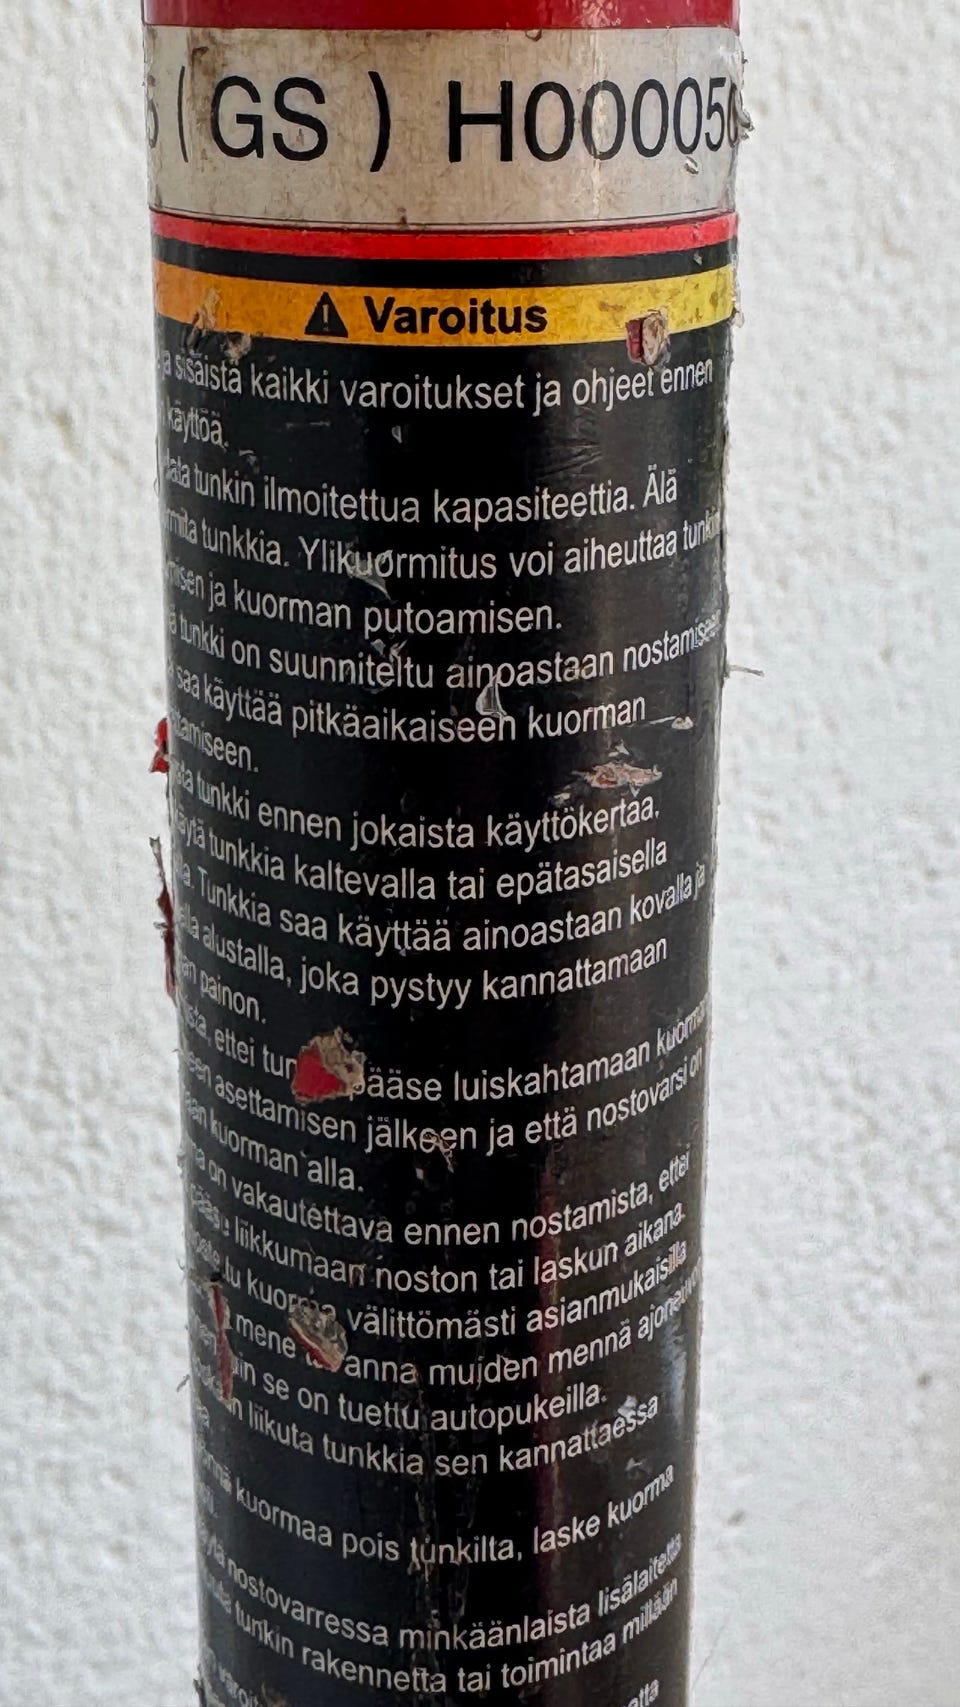 (GS) H00005
Varoitus
sisäistä kaikki varoitukset ja ohjeet ennen
käyttöä.
tunkin ilmoitettua kapasiteettia. Älä
tunkkia. Ylikuormitus voi aiheuttaa
ja kuorman putoamisen.
tunkki on suunniteltu ainoastaan nostamiseen
saa käyttää pitkäaikaiseen kuorman
tunkki ennen jokaista käyttökertaa.
tunkkia kaltevalla tai epätasaisella
Tunkkia saa käyttää ainoastaan kovalla ja
alustalla, joka pystyy kannattamaan
painon.
ettei pääse luiskahtamaan
asettamisen jälkeen ja että nostovarsi on
kuorman alla.
on vakautettava ennen nostamista, ettei
liikkumaan noston tai laskun aikana.
kuorma välittömästi asianmukaisilla
mene anna muiden mennä
se on tuettu autopukeilla.
liikuta tunkkia sen kannattaessa
kuormaa pois tunkilta, laske kuorma
nostovarressa minkäänlaista lisälaitetta
tunkin rakennetta tai toimintaa millään